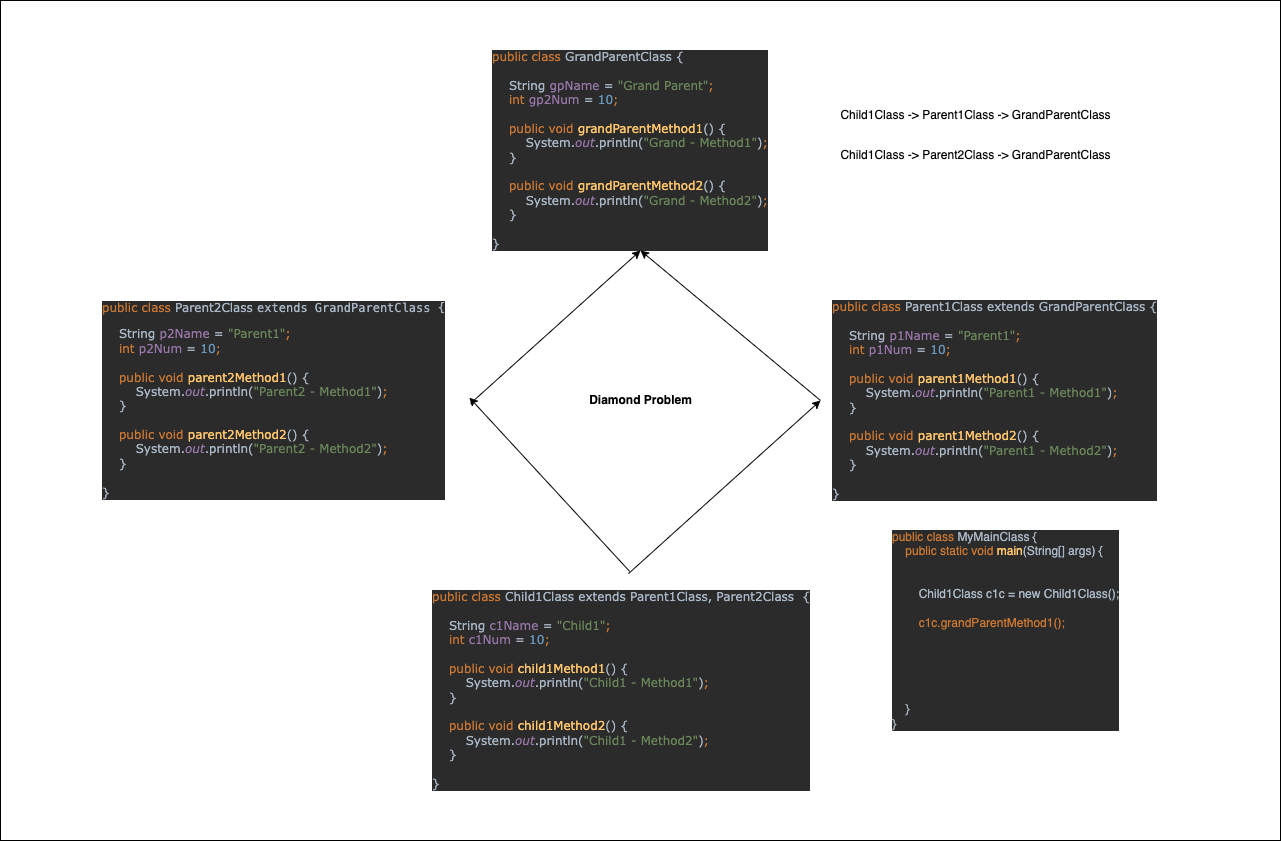 public class GrandParentClass {
String gpName = "Grand Parent";
int gp2Num = 10;
public void grandParentMethod1() {
System.out.println("Grand - Method1");
}
public void grandParentMethod2() {
System.out.println("Grand - Method2");
}
}
Child1Class -> Parent1Class -> GrandParentClass
Child1Class -> Parent2Class -> GrandParentClass
public class Parent2Class extends GrandParentClass {
String p2Name = "Parent1";
int p2Num = 10;
public void parent2Method1() {
System.out.println("Parent2 - Method1");
}
public void parent2Method2() {
System.out.println("Parent2 - Method2");
}
}
Diamond Problem
public class Parent1Class extends GrandParentClass {
String p1Name = "Parent1";
int p1Num = 10;
public void parent1Method1() {
System.out.println("Parent1 - Method1");
}
public void parent1Method2() {
System.out.println("Parent1 - Method2");
}
}
public class Child1Class extends Parent1Class, Parent2Class {
String c1Name = "Child1";
int c1Num = 10;
public void child1Method1() {
System.out.println("Child1 - Method1");
}
public void child1Method2() {
System.out.println("Child1 - Method2");
}
}
public class MyMainClass {
public static void main(String[] args) {
Child1Class c1c = new Child1Class();
c1c.grandParentMethod1();
}
}